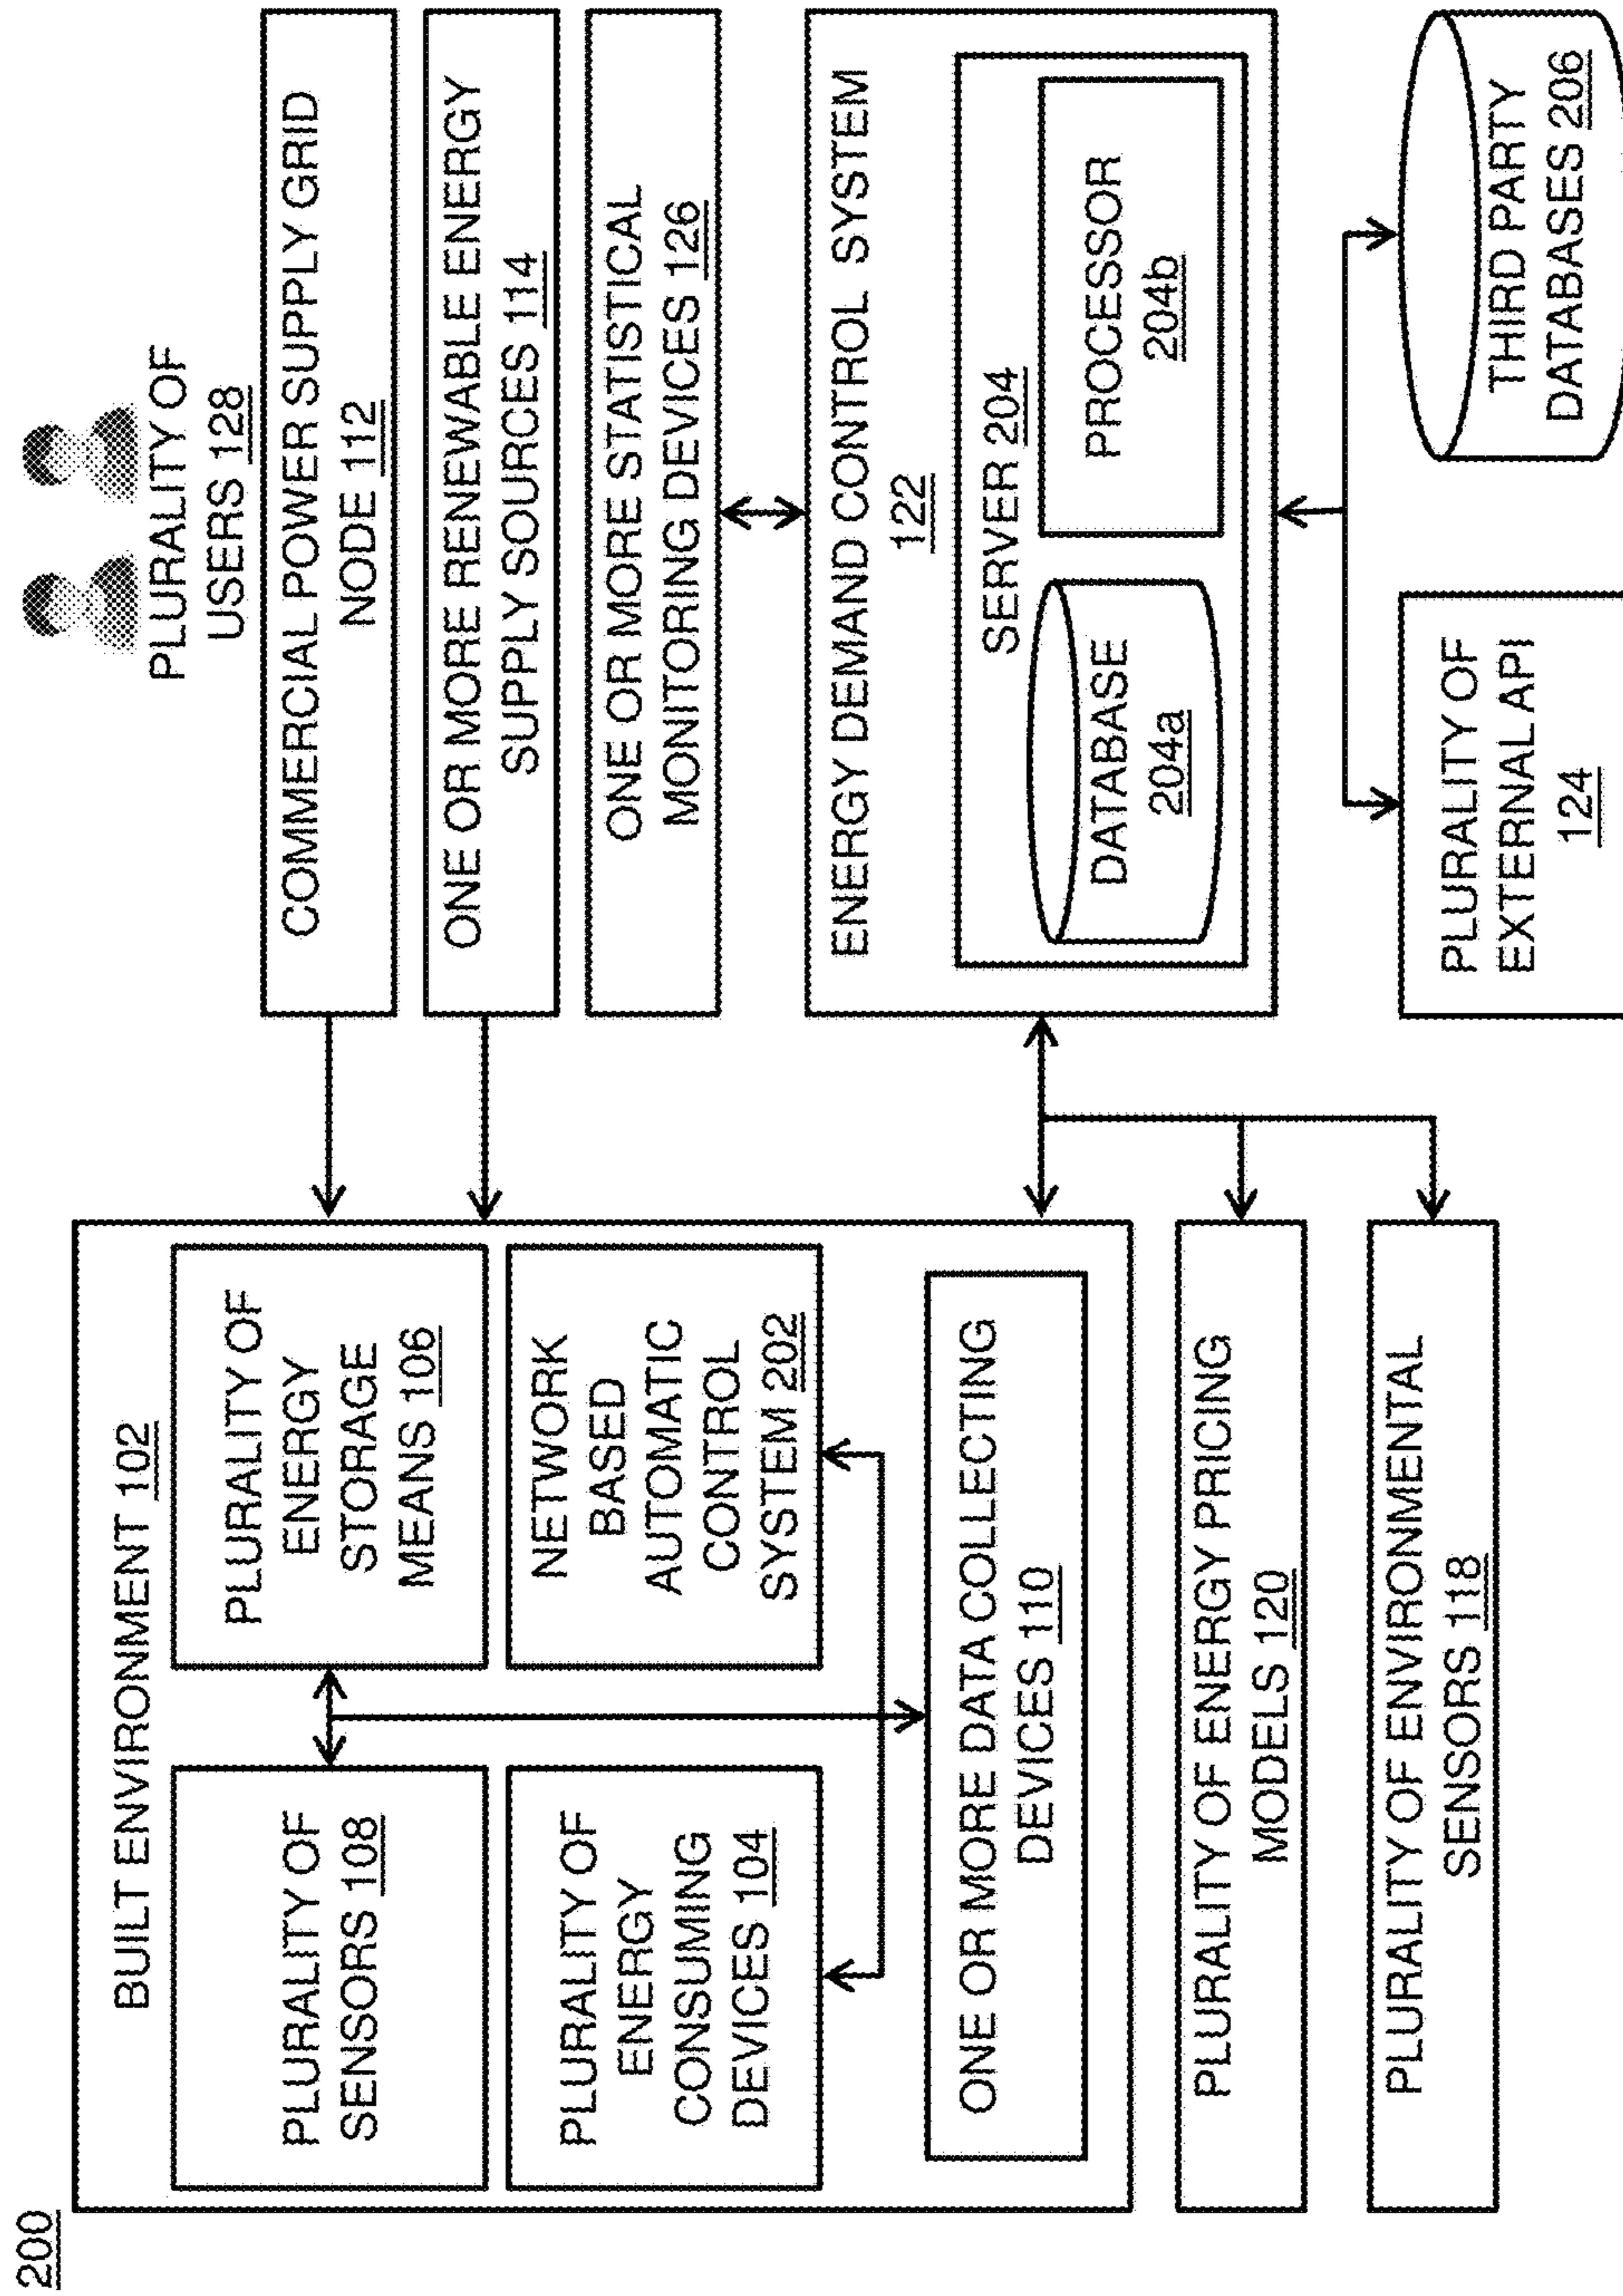 200
BUILT ENVIRONMENT 102
PLURALITY OF
SENSORS 108
PLURALITY OF
ENERGY
STORAGE
MEANS 106
PLURALITY OF
ENERGY
CONSUMING
DEVICES 104
NETWORK
BASED
AUTOMATIC
CONTROL
SYSTEM 202
ONE OR MORE DATA COLLECTING
DEVICES 110
PLURALITY OF ENERGY PRICING
MODELS 120
PLURALITY OF ENVIRONMENTAL
SENSORS 118
PLURALITY OF
USERS 128
COMMERCIAL POWER SUPPLY GRID
NODE 112
ONE OR MORE RENEWABLE ENERGY
SUPPLY SOURCES 114
ONE OR MORE STATISTICAL
MONITORING DEVICES 126
ENERGY DEMAND CONTROL SYSTEM
122
SERVER 204
DATABASE
204a
PROCESSOR
204b
PLURALITY OF
EXTERNAL API
124
THIRD PARTY
DATABASES 206